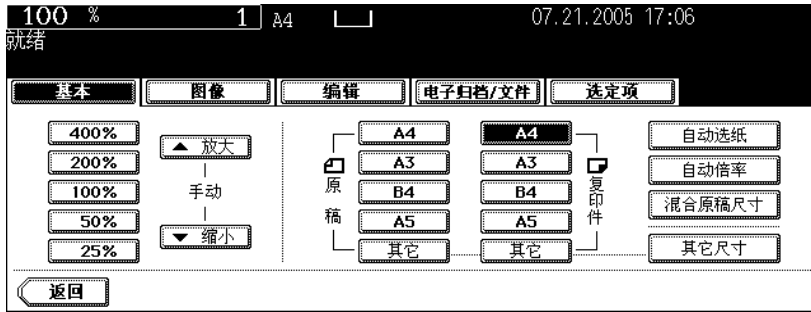 100 % 1 A4 07.21.2005 17:06
就绪
基本 图像 编辑 电子归档/文件 选定项
400% ▲ 放大 A4 A4 自动选纸
200% A3 A3 自动倍率
100% 手动 原稿 B4 B4 复印件 混合原稿尺寸
50% A5 A5
25% ▼ 缩小 其它 其它 其它尺寸
返回